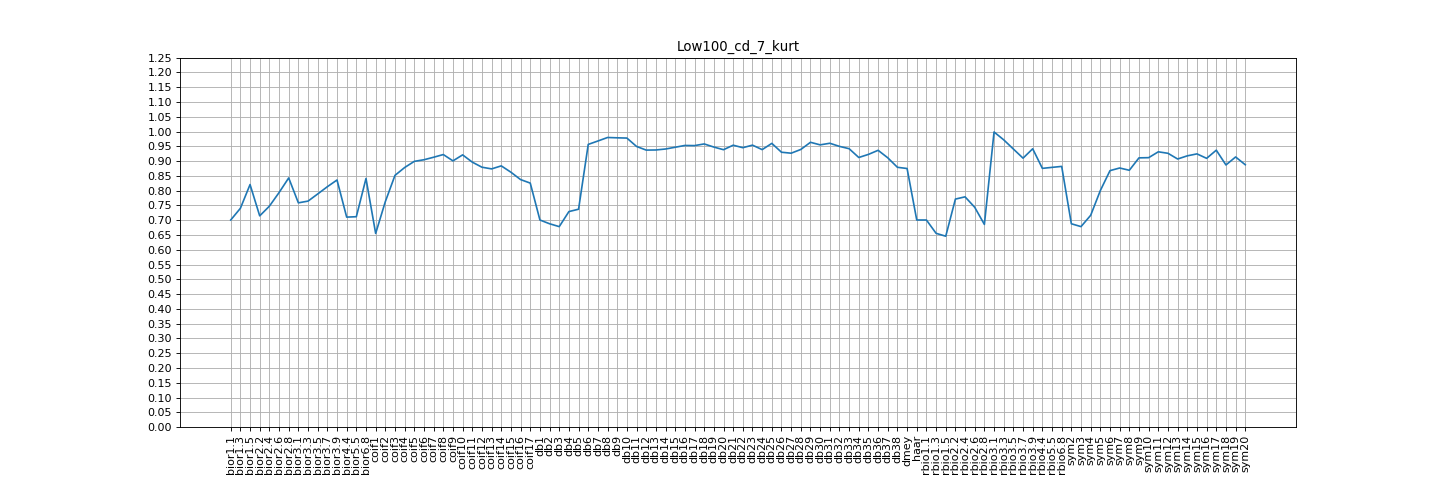 Low100_cd_7_kurt
1.25
1.20
1.15
1.10
1.05
1.00
0.95
0.90
0.85
0.80
0.75
0.70
0.65
0.60
0.55
0.50
0.45
0.40
0.35
0.30
0.25
0.20
0.15
0.10
0.05
0.00
bior1.1
bior1.3
bior1.5
bior2.2
bior2.4
bior2.6
bior2.8
bior3.1
bior3.3
bior3.5
bior3.7
bior3.9
bior4.4
bior5.5
bior6.8
coif1
coif2
coif3
coif4
coif5
coif6
coif7
coif8
coif9
coif10
coif11
coif12
coif13
coif14
coif15
coif16
coif17
db1
db2
db3
db4
db5
db6
db7
db8
db9
db10
db11
db12
db13
db14
db15
db16
db17
db18
db19
db20
db21
db22
db23
db24
db25
db26
db27
db28
db29
db30
db31
db32
db33
db34
db35
db36
db37
db38
dmey
haar
rbio1.1
rbio1.3
rbio1.5
rbio2.2
rbio2.4
rbio2.6
rbio2.8
rbio3.1
rbio3.3
rbio3.5
rbio3.7
rbio3.9
rbio4.4
rbio5.5
rbio6.8
sym2
sym3
sym4
sym5
sym6
sym7
sym8
sym9
sym10
sym11
sym12
sym13
sym14
sym15
sym16
sym17
sym18
sym19
sym20